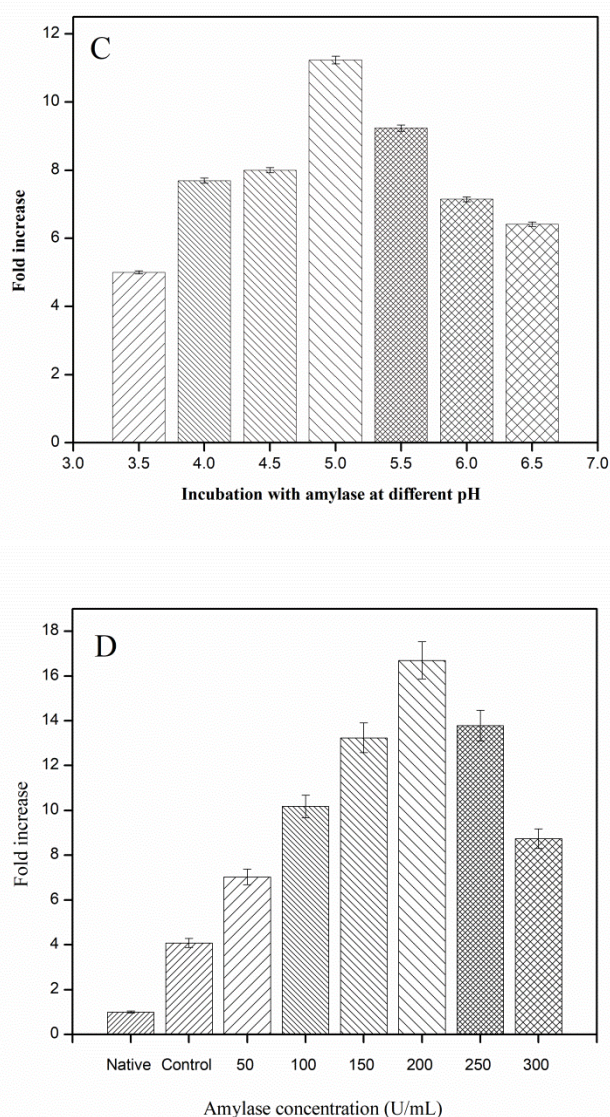 C
Fold increase
12
10
8
6
4
2
0
3.0 3.5 4.0 4.5 5.0 5.5 6.0 6.5 7.0
Incubation with amylase at different pH
D
Fold increase
18
16
14
12
10
8
6
4
2
0
Native Control 50 100 150 200 250 300
Amylase concentration (U/mL)